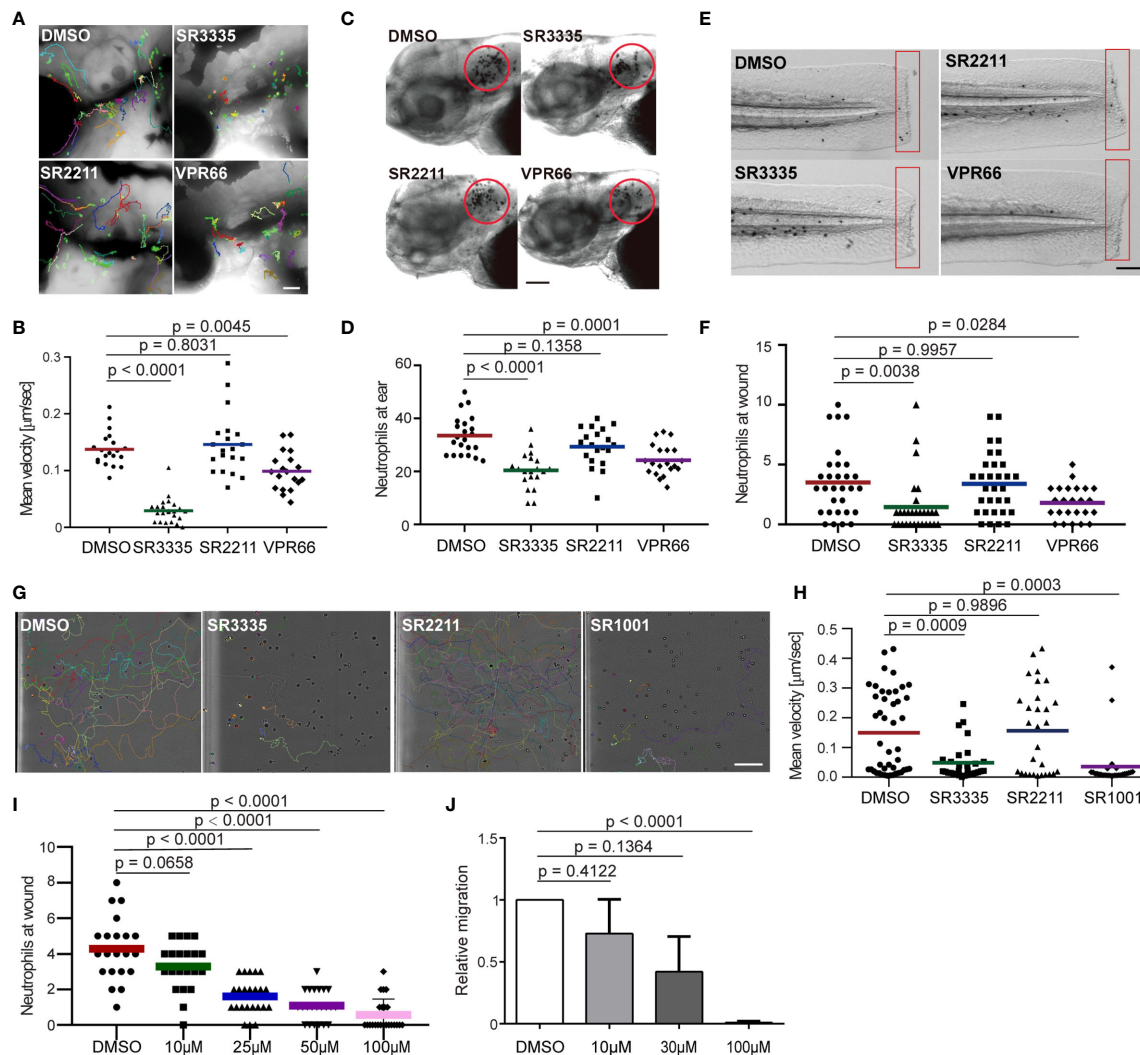 A
DMSO
SR3335
SR2211
VPR66
B
p = 0.0045
p = 0.8031
p < 0.0001
Mean velocity [µm/sec]
0.3
0.2
0.1
0
DMSO
SR3335
SR2211
VPR66
C
DMSO
SR3335
SR2211
VPR66
D
p = 0.0001
p = 0.1358
p < 0.0001
Neutrophils at ear
60
40
20
0
DMSO
SR3335
SR2211
VPR66
E
DMSO
SR2211
SR3335
VPR66
F
p = 0.0284
p = 0.9957
p = 0.0038
Neutrophils at wound
15
10
5
0
DMSO
SR3335
SR2211
VPR66
G
DMSO
SR3335
SR2211
SR1001
H
p = 0.0003
p = 0.9896
p = 0.0009
Mean velocity [µm/sec]
0.5
0.4
0.3
0.2
0.1
0.0
DMSO
SR3335
SR2211
SR1001
I
p < 0.0001
p < 0.0001
p < 0.0001
p = 0.0658
Neutrophils at wound
10
8
6
4
2
0
DMSO
10µM
25µM
50µM
100µM
J
p < 0.0001
p = 0.1364
p = 0.4122
Relative migration
1.5
1
0.5
0
DMSO
10µM
30µM
100µM